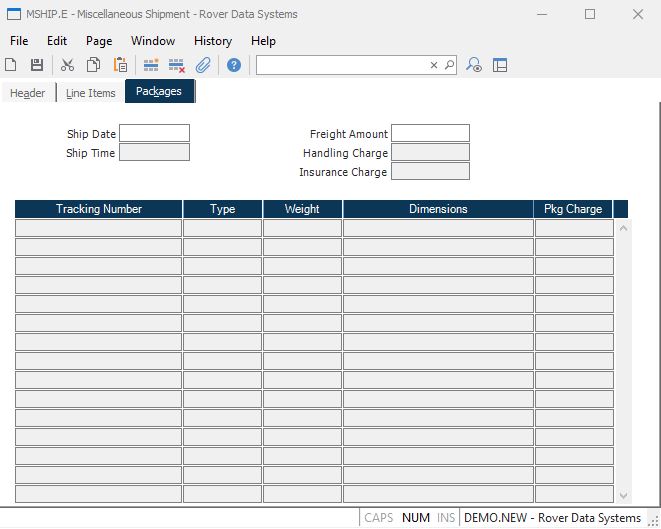 MSHIP.E - Miscellaneous Shipment - Rover Data Systems
File Edit Page Window History Help
Header Line Items Packages
Ship Date Freight Amount
Ship Time Handling Charge
Insurance Charge
Tracking Number Type Weight Dimensions Pkg Charge
CAPS NUM INS DEMO.NEW - Rover Data Systems